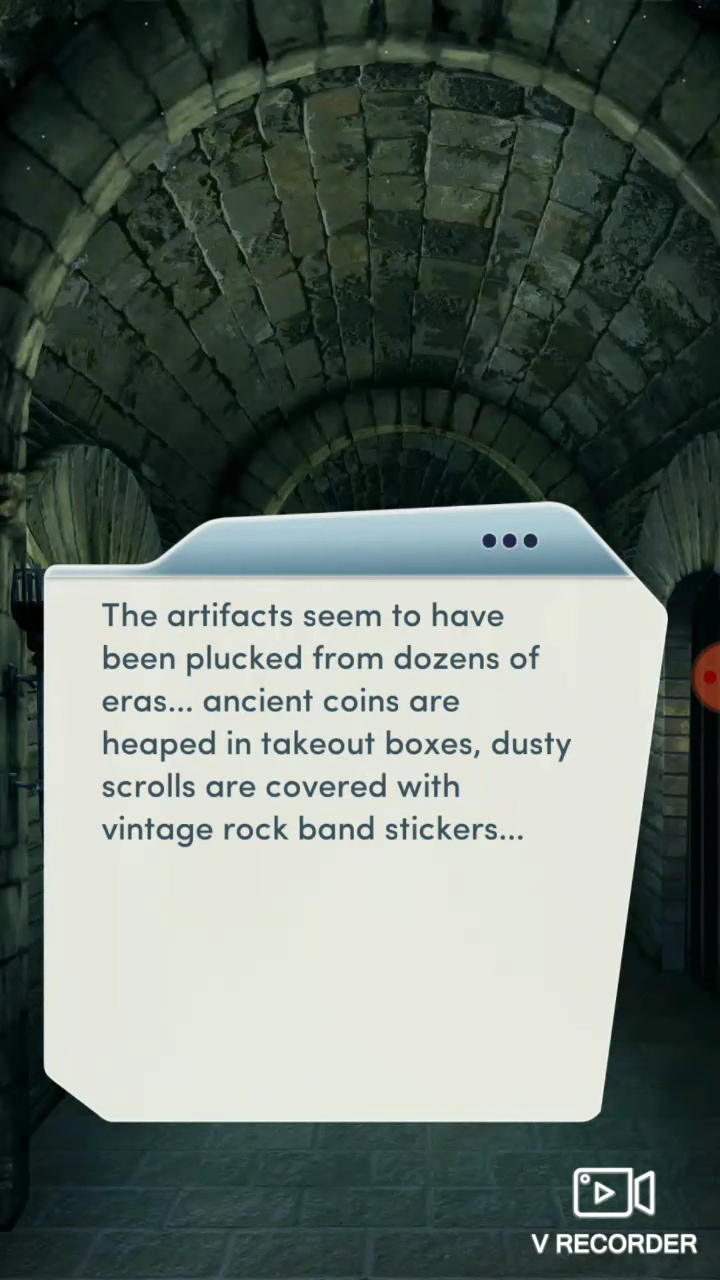 The artifacts seem to have
been plucked from dozens of
eras... ancient coins are
heaped in takeout boxes, dusty
scrolls are covered with
vintage rock band stickers...
V RECORDER